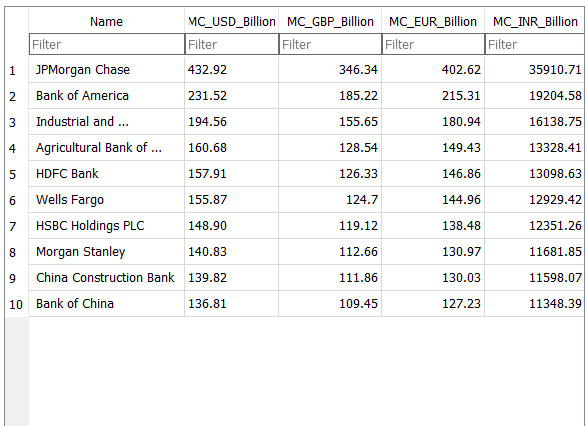 Name MC_USD_Billion MC_GBP_Billion MC_EUR_Billion MC_INR_Billion
Filter Filter Filter Filter Filter
1 JPMorgan Chase 432.92 346.34 402.62 35910.71
2 Bank of America 231.52 185.22 215.31 19204.58
3 Industrial and ... 194.56 155.65 180.94 16138.75
4 Agricultural Bank of ... 160.68 128.54 149.43 13328.41
5 HDFC Bank 157.91 126.33 146.86 13098.63
6 Wells Fargo 155.87 124.7 144.96 12929.42
7 HSBC Holdings PLC 148.90 119.12 138.48 12351.26
8 Morgan Stanley 140.83 112.66 130.97 11681.85
9 China Construction Bank 139.82 111.86 130.03 11598.07
10 Bank of China 136.81 109.45 127.23 11348.39